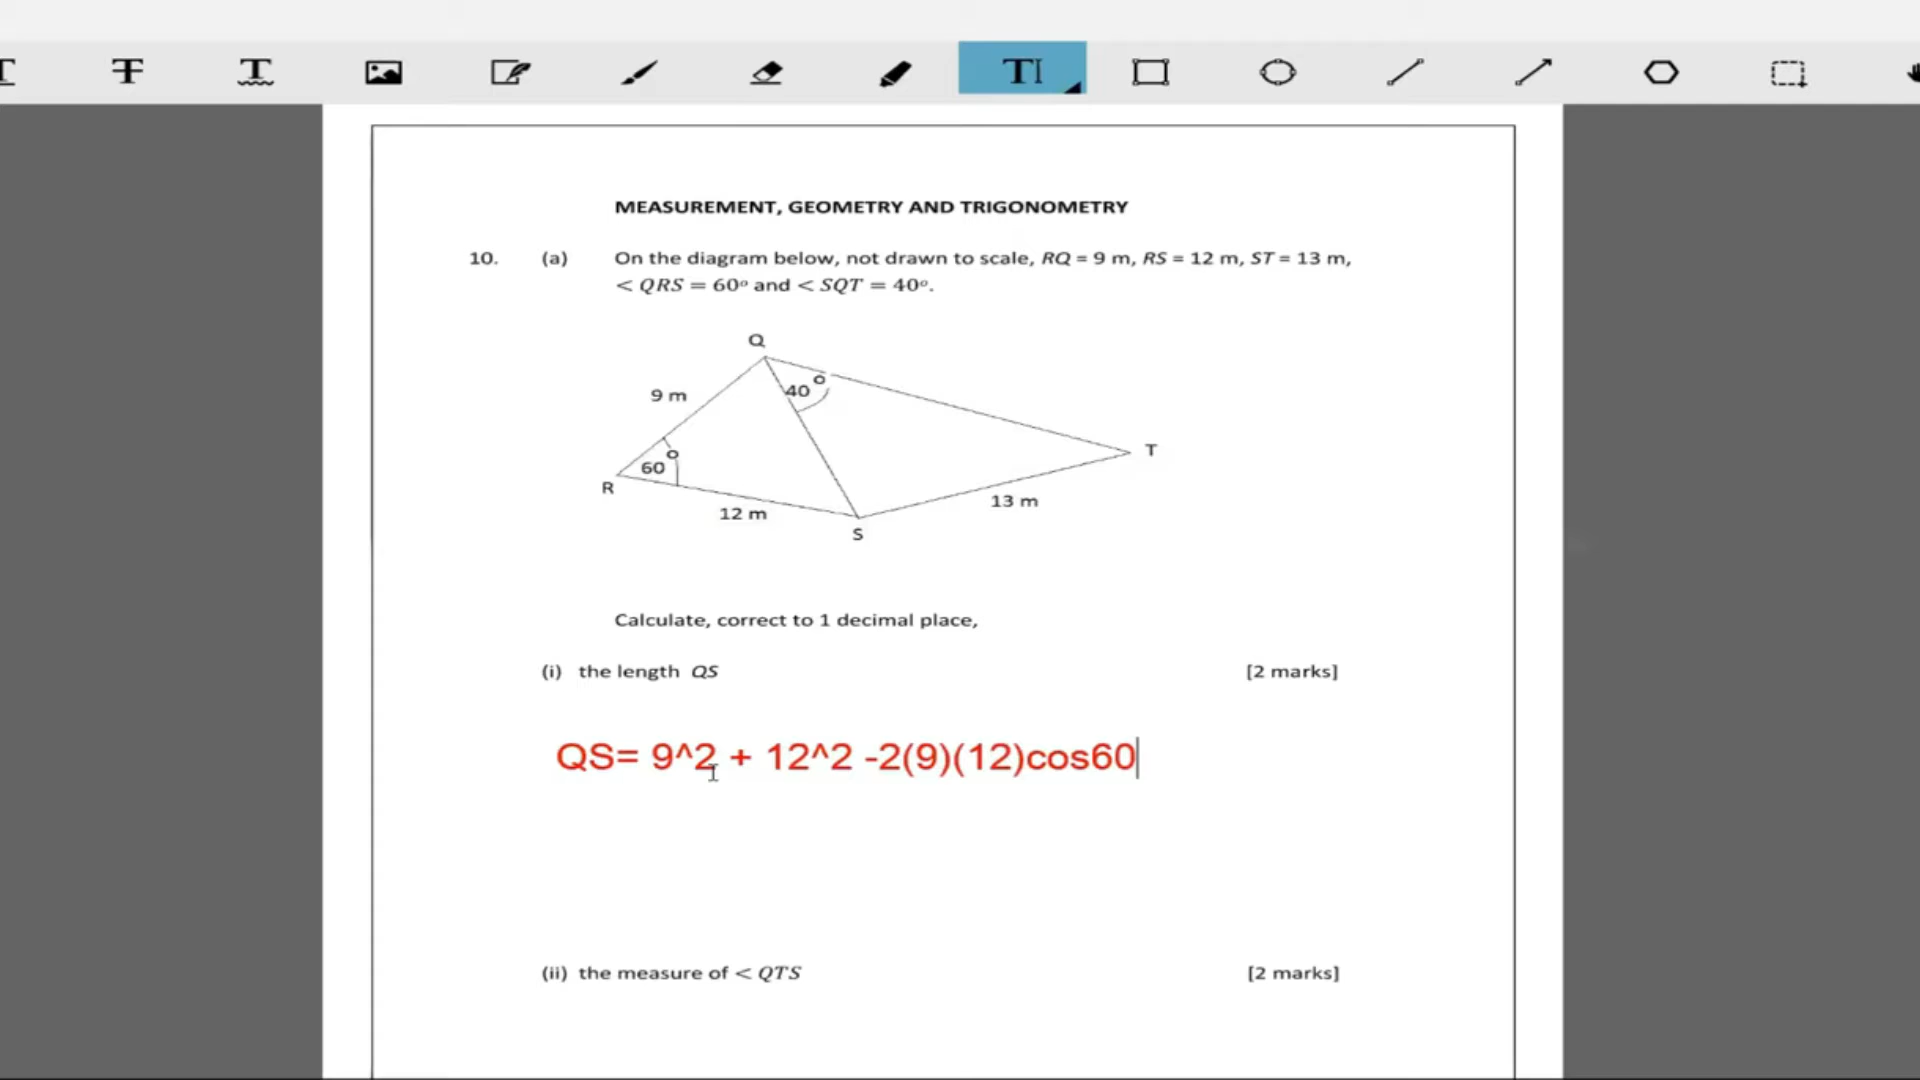 MEASUREMENT, GEOMETRY AND TRIGONOMETRY
10. (a) On the diagram below, not drawn to scale, RQ = 9 m, RS = 12 m, ST = 13 m,
< QRS = 60º and < SQT = 40º.
Q
40 o
9 m
T
60 o
R
13 m
12 m
S
Calculate, correct to 1 decimal place,
(i) the length QS [2 marks]
QS= 9^2 + 12^2 -2(9)(12)cos60
(ii) the measure of < QTS [2 marks]